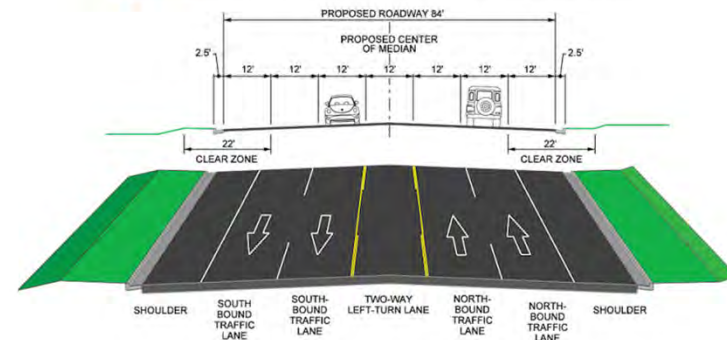 PROPOSED ROADWAY 84'
PROPOSED CENTER
OF MEDIAN
2.5'
12'
12'
12'
12'
12'
12'
12'
2.5'
22'
CLEAR ZONE
22'
CLEAR ZONE
SHOULDER
SOUTH
BOUND
TRAFFIC
LANE
SOUTH-
BOUND
TRAFFIC
LANE
TWO-WAY
LEFT-TURN LANE
NORTH-
BOUND
TRAFFIC
LANE
NORTH-
BOUND
TRAFFIC
LANE
SHOULDER